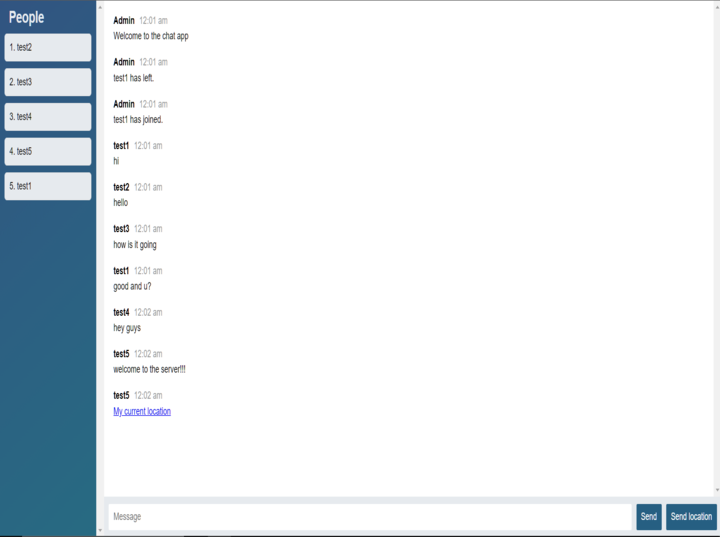 People
1. test2
2. test3
3. test4
4. test5
5. test1
Admin 12:01 am
Welcome to the chat app
Admin 12:01 am
test1 has left.
Admin 12:01 am
test1 has joined.
test1 12:01 am
hi
test2 12:01 am
hello
test3 12:01 am
how is it going
test1 12:01 am
good and u?
test4 12:02 am
hey guys
test5 12:02 am
welcome to the server!!!
test5 12:02 am
My current location
Message
Send
Send location